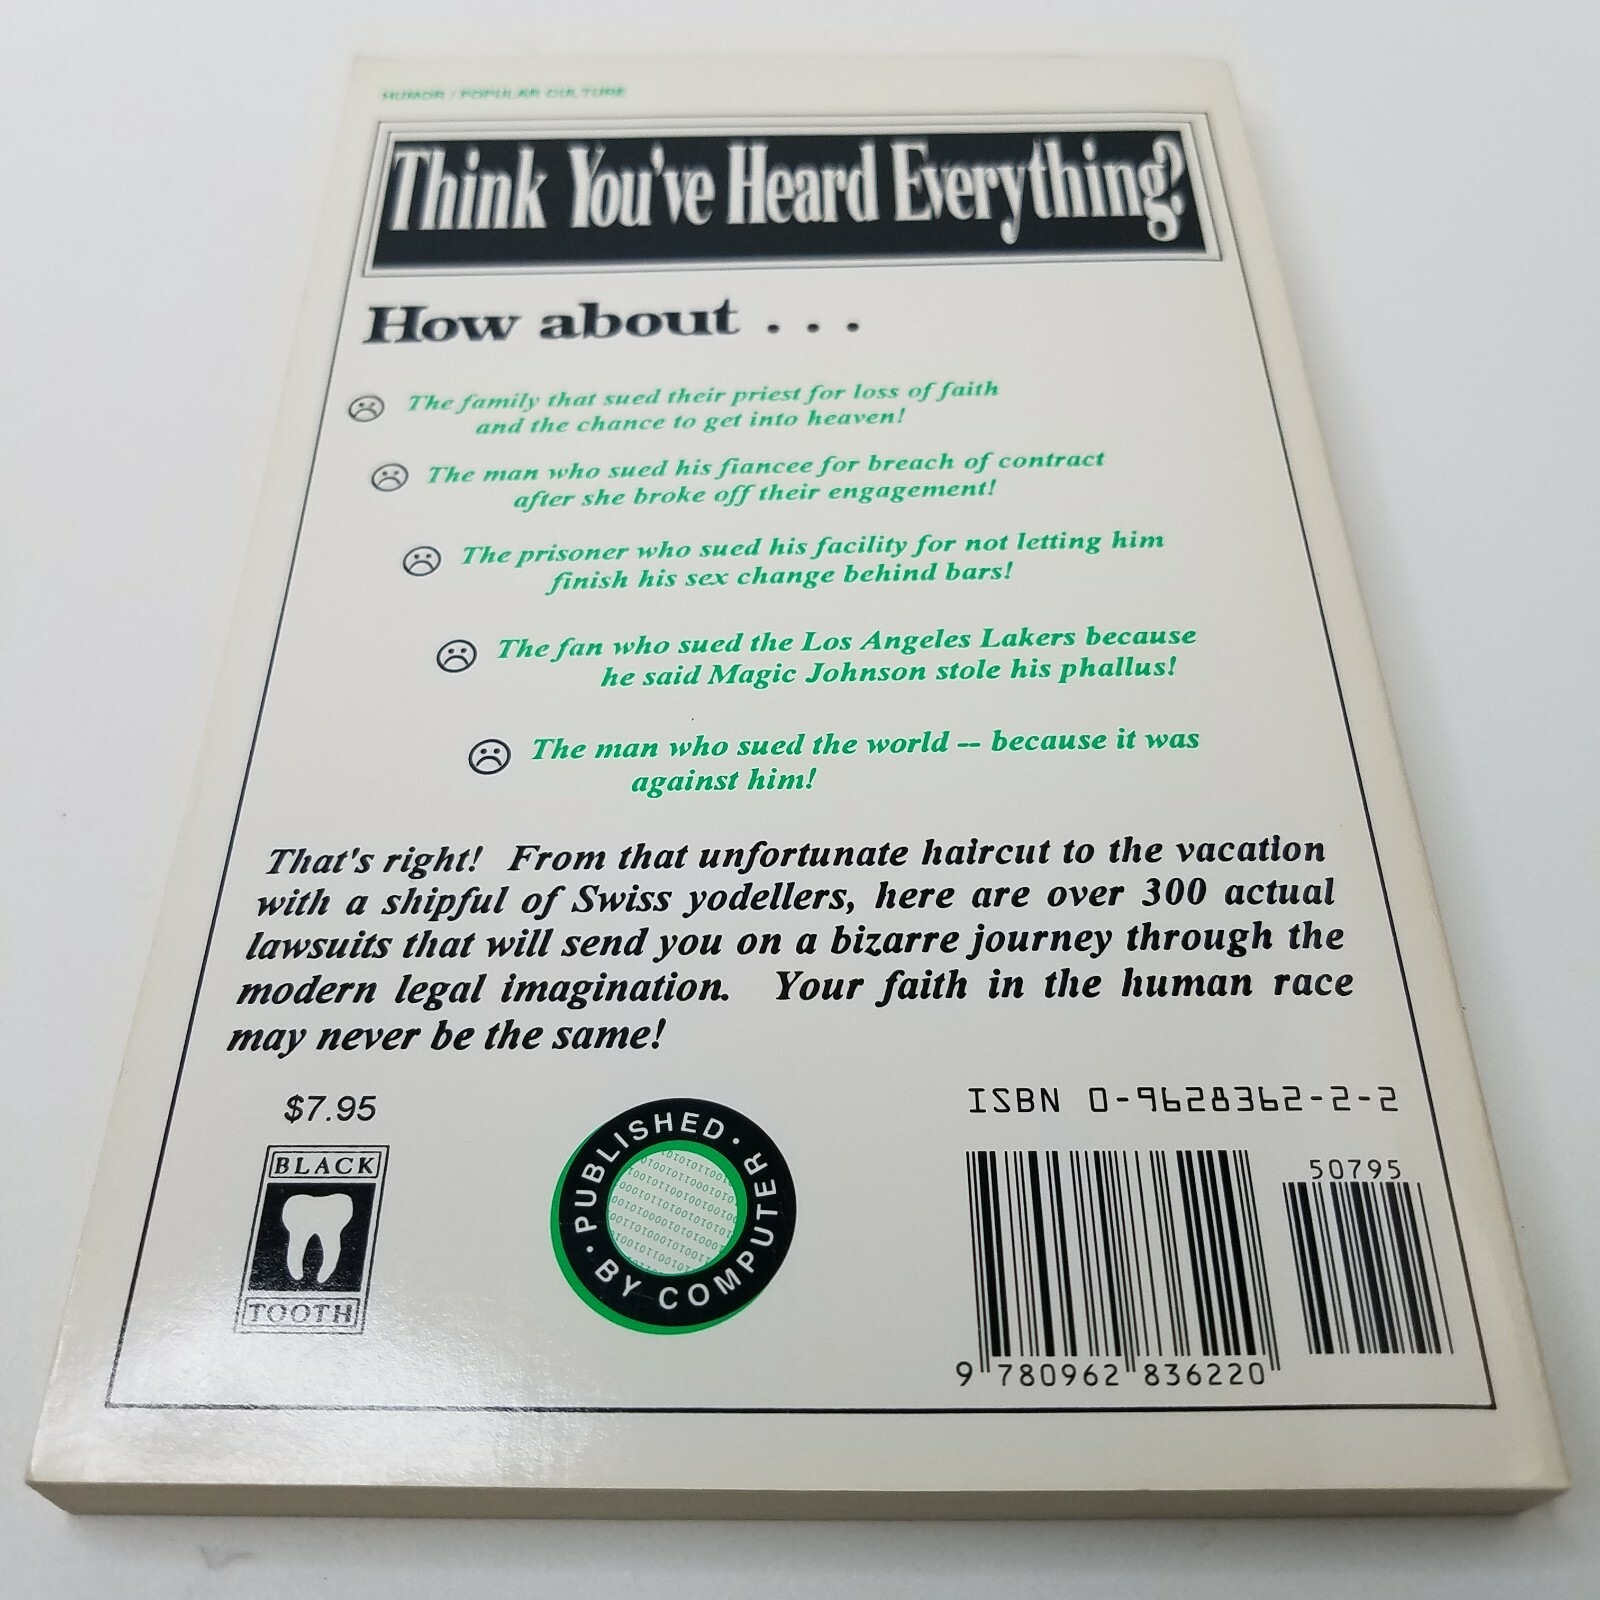 HUMOR / POPULAR CULTURE
Think You've Heard Everything?
How about . . .
The family that sued their priest for loss of faith
and the chance to get into heaven!
The man who sued his fiancee for breach of contract
after she broke off their engagement!
The prisoner who sued his facility for not letting him
finish his sex change behind bars!
The fan who sued the Los Angeles Lakers because
he said Magic Johnson stole his phallus!
The man who sued the world -- because it was
against him!
That's right! From that unfortunate haircut to the vacation
with a shipful of Swiss yodellers, here are over 300 actual
lawsuits that will send you on a bizarre journey through the
modern legal imagination. Your faith in the human race
may never be the same!
$7.95
BLACK
TOOTH
PUBLISHED · BY COMPUTER ·
ISBN 0-9628362-2-2
50795
9 780962 836220